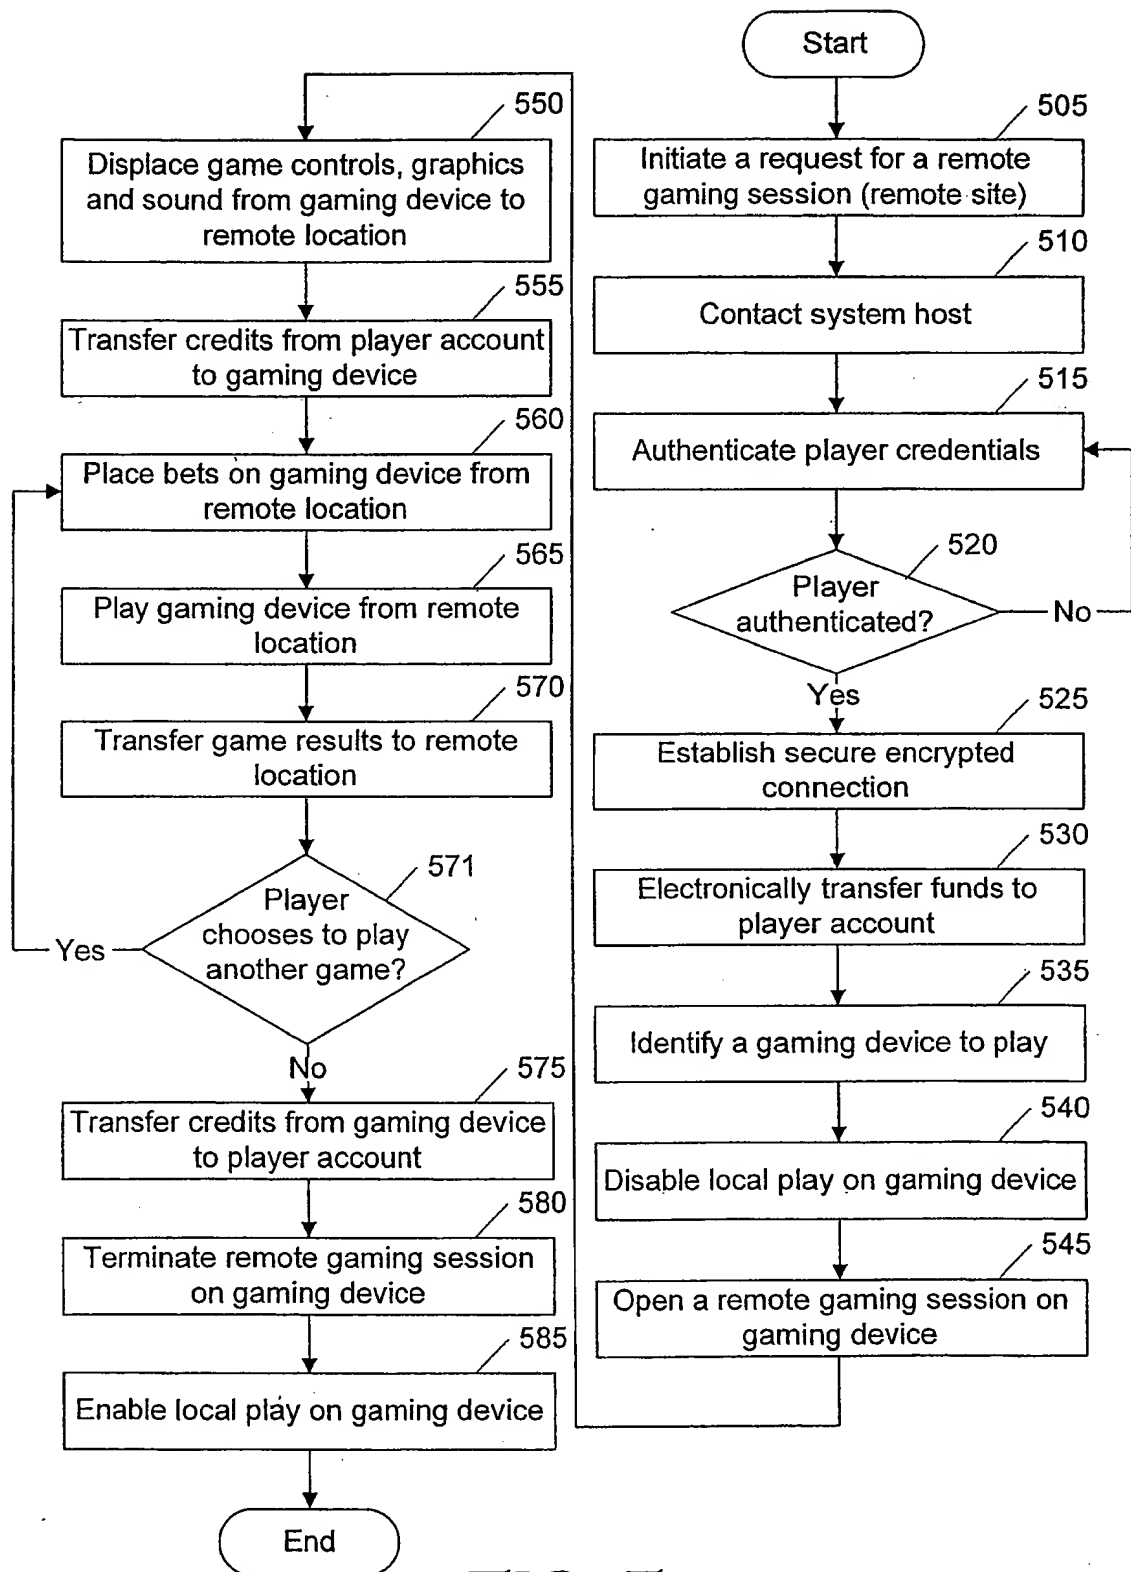 Start
505
Initiate a request for a remote
gaming session (remote site)
510
Contact system host
515
Authenticate player credentials
520
Player
authenticated?
No
Yes
525
Establish secure encrypted
connection
530
Electronically transfer funds to
player account
535
Identify a gaming device to play
540
Disable local play on gaming device
545
Open a remote gaming session on
gaming device
550
Displace game controls, graphics
and sound from gaming device to
remote location
555
Transfer credits from player account
to gaming device
560
Place bets on gaming device from
remote location
565
Play gaming device from remote
location
570
Transfer game results to remote
location
571
Player
chooses to play
another game?
Yes
No
575
Transfer credits from gaming device
to player account
580
Terminate remote gaming session
on gaming device
585
Enable local play on gaming device
End